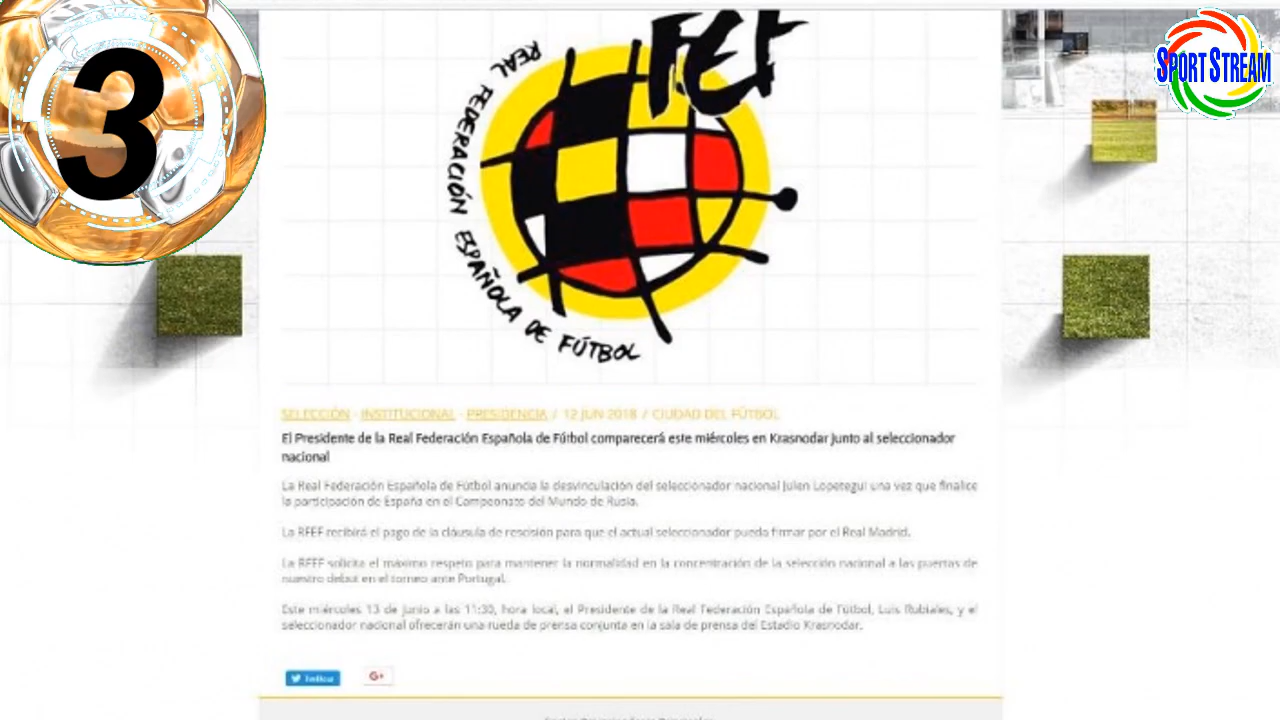 3
SPORT STREAM
FEF
REAL FEDERACIÓN ESPAÑOLA DE FÚTBOL
SELECCIÓN - INSTITUCIONAL - PRESIDENCIA / 12 JUN 2018 / CIUDAD DEL FÚTBOL
El Presidente de la Real Federación Española de Fútbol comparecerá este miércoles en Krasnodar junto al seleccionador
nacional
La Real Federación Española de Fútbol anuncia la desvinculación del seleccionador nacional Julen Lopetegui una vez que finalice
la participación de España en el Campeonato del Mundo de Rusia.
La RFEF recibirá el pago de la cláusula de rescisión para que el actual seleccionador pueda firmar por el Real Madrid.
La RFEF solicita el máximo respeto para mantener la normalidad en la concentración de la selección nacional a las puertas de
nuestro debut en el torneo ante Portugal.
Este miércoles 13 de junio a las 11:30, hora local, el Presidente de la Real Federación Española de Fútbol, Luis Rubiales, y el
seleccionador nacional ofrecerán una rueda de prensa conjunta en la sala de prensa del Estadio Krasnodar.
Twittear
G+